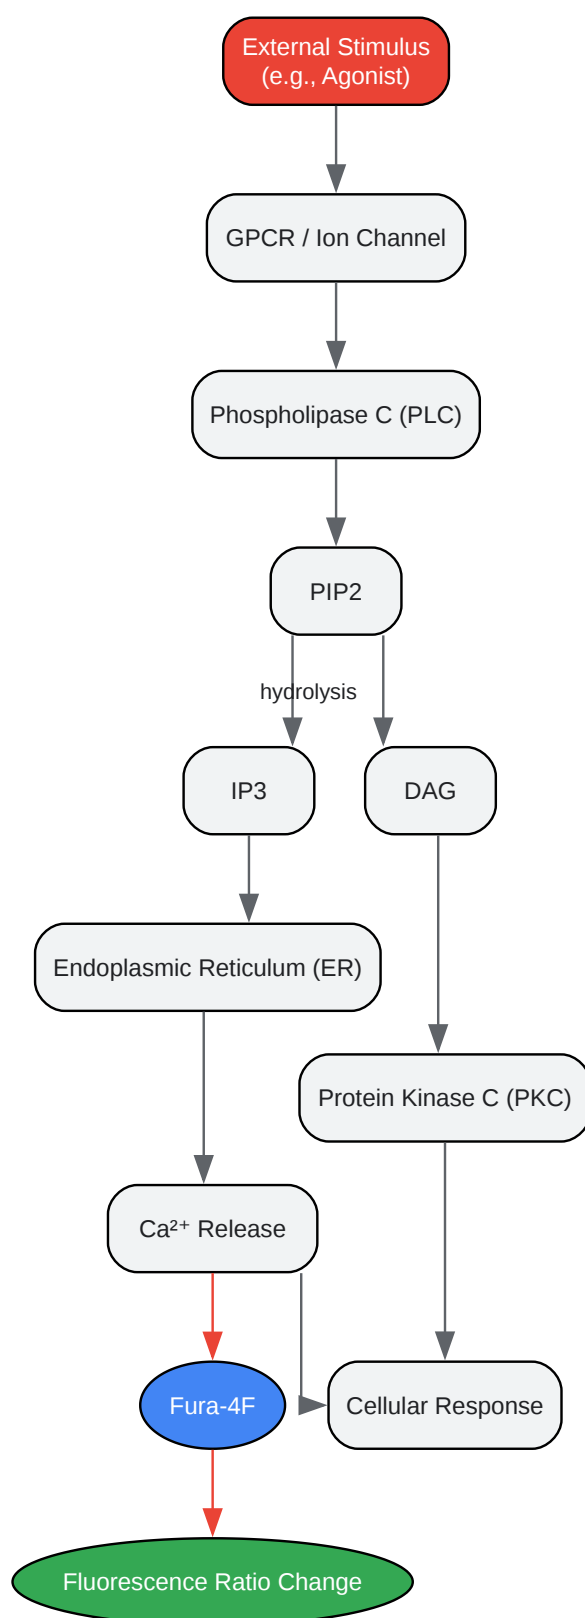 External Stimulus
(e.g., Agonist)
GPCR / Ion Channel
Phospholipase C (PLC)
PIP2
hydrolysis
IP3
DAG
Endoplasmic Reticulum (ER)
Protein Kinase C (PKC)
Ca²⁺ Release
Fura-4F
Cellular Response
Fluorescence Ratio Change